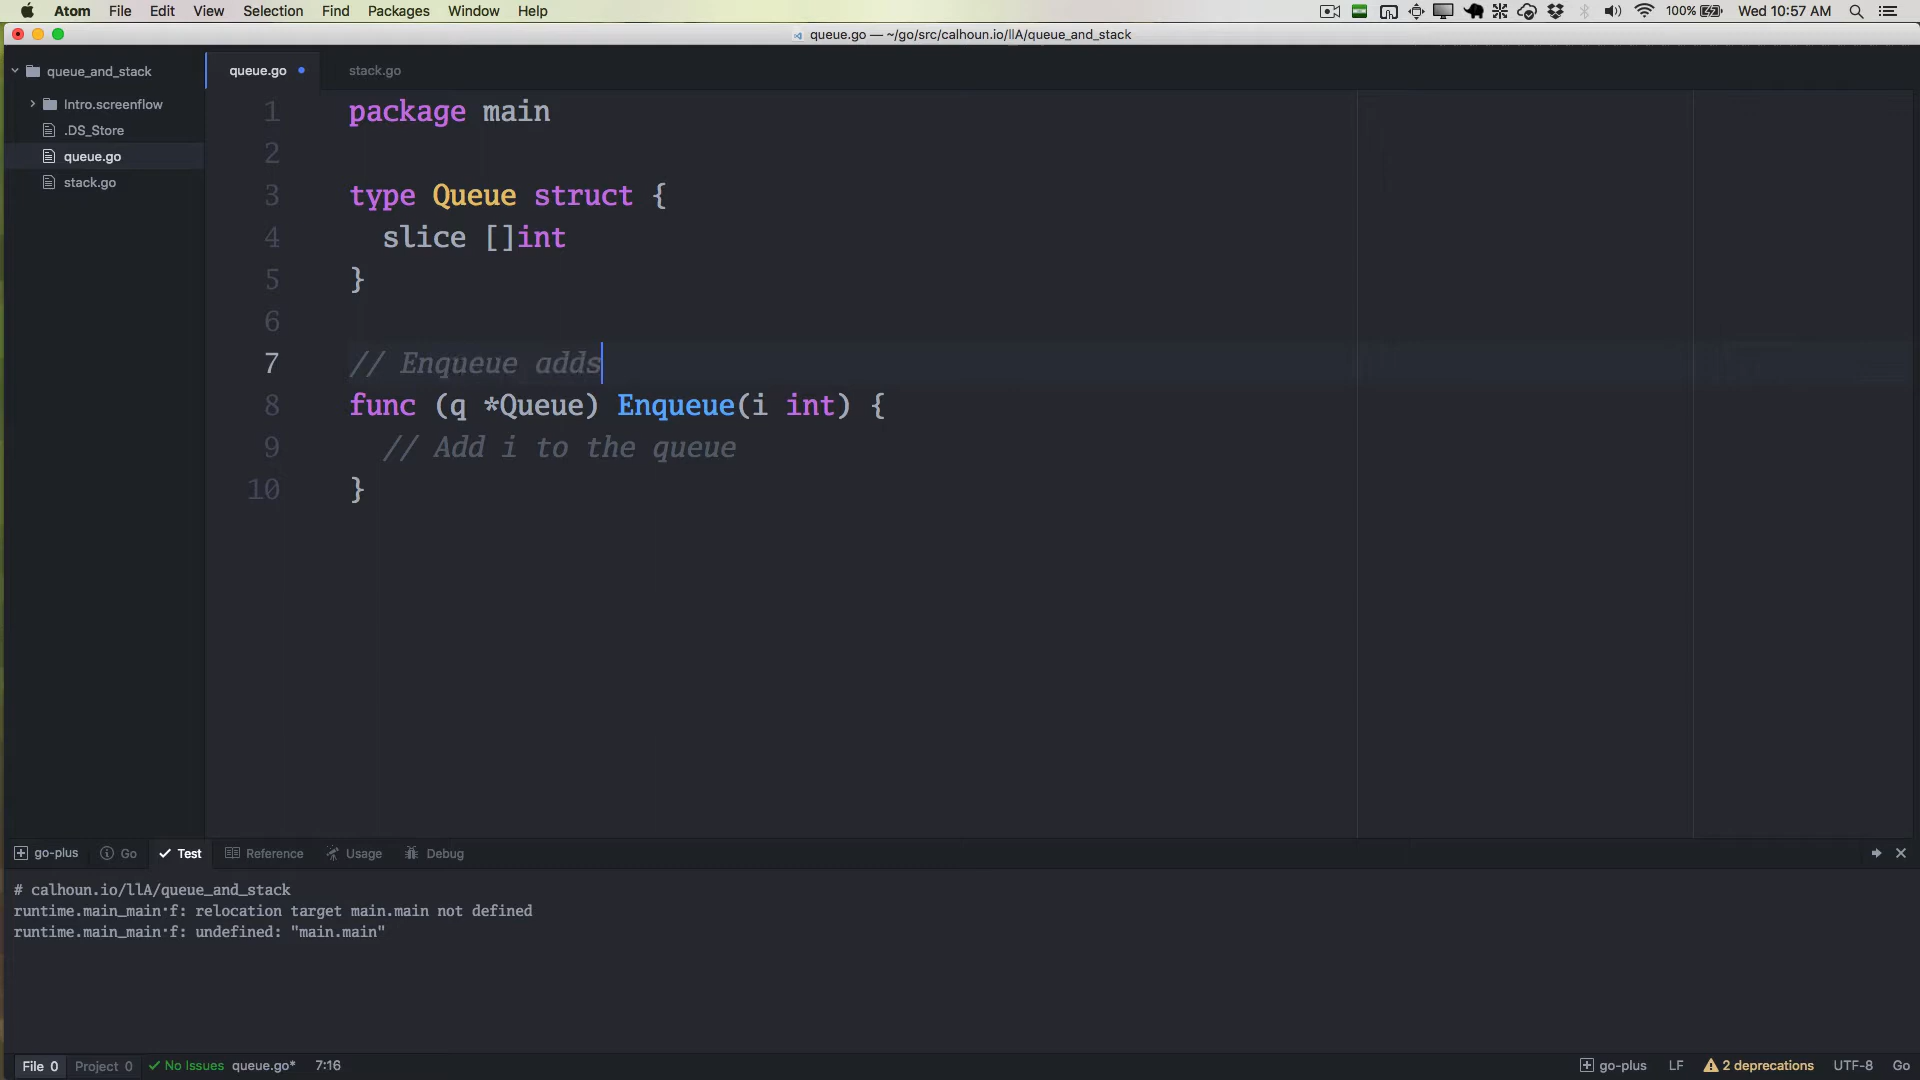 Atom File Edit View Selection Find Packages Window Help 100% Wed 10:57 AM
queue.go — ~/go/src/calhoun.io/llA/queue_and_stack
queue_and_stack
Intro.screenflow
.DS_Store
queue.go
stack.go
queue.go stack.go
1 package main
2
3 type Queue struct {
4 slice []int
5 }
6
7 // Enqueue adds
8 func (q *Queue) Enqueue(i int) {
9 // Add i to the queue
10 }
go-plus Go Test Reference Usage Debug
# calhoun.io/llA/queue_and_stack
runtime.main_main·f: relocation target main.main not defined
runtime.main_main·f: undefined: "main.main"
File 0 Project 0 No Issues queue.go* 7:16 go-plus LF 2 deprecations UTF-8 Go